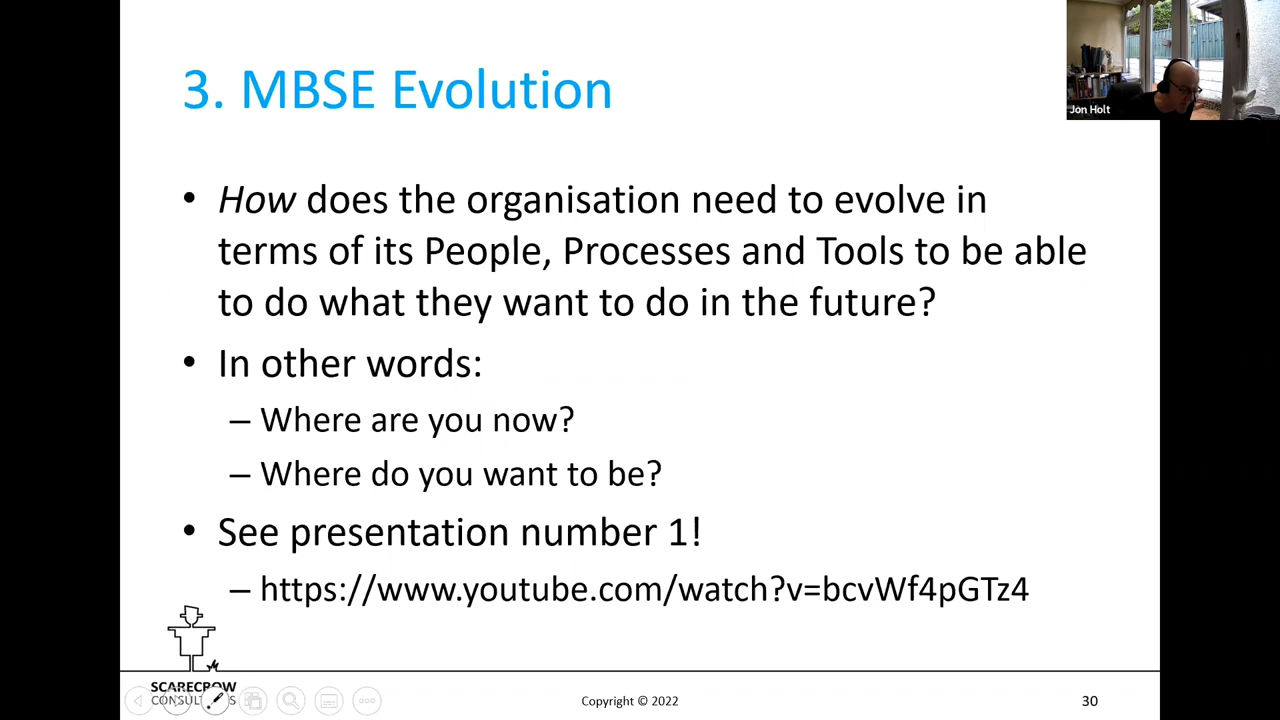 3. MBSE Evolution
Jon Holt
• How does the organisation need to evolve in
terms of its People, Processes and Tools to be able
to do what they want to do in the future?
• In other words:
– Where are you now?
– Where do you want to be?
• See presentation number 1!
– https://www.youtube.com/watch?v=bcvWf4pGTz4
SCARECROW
CONSULTANTS
Copyright © 2022
30